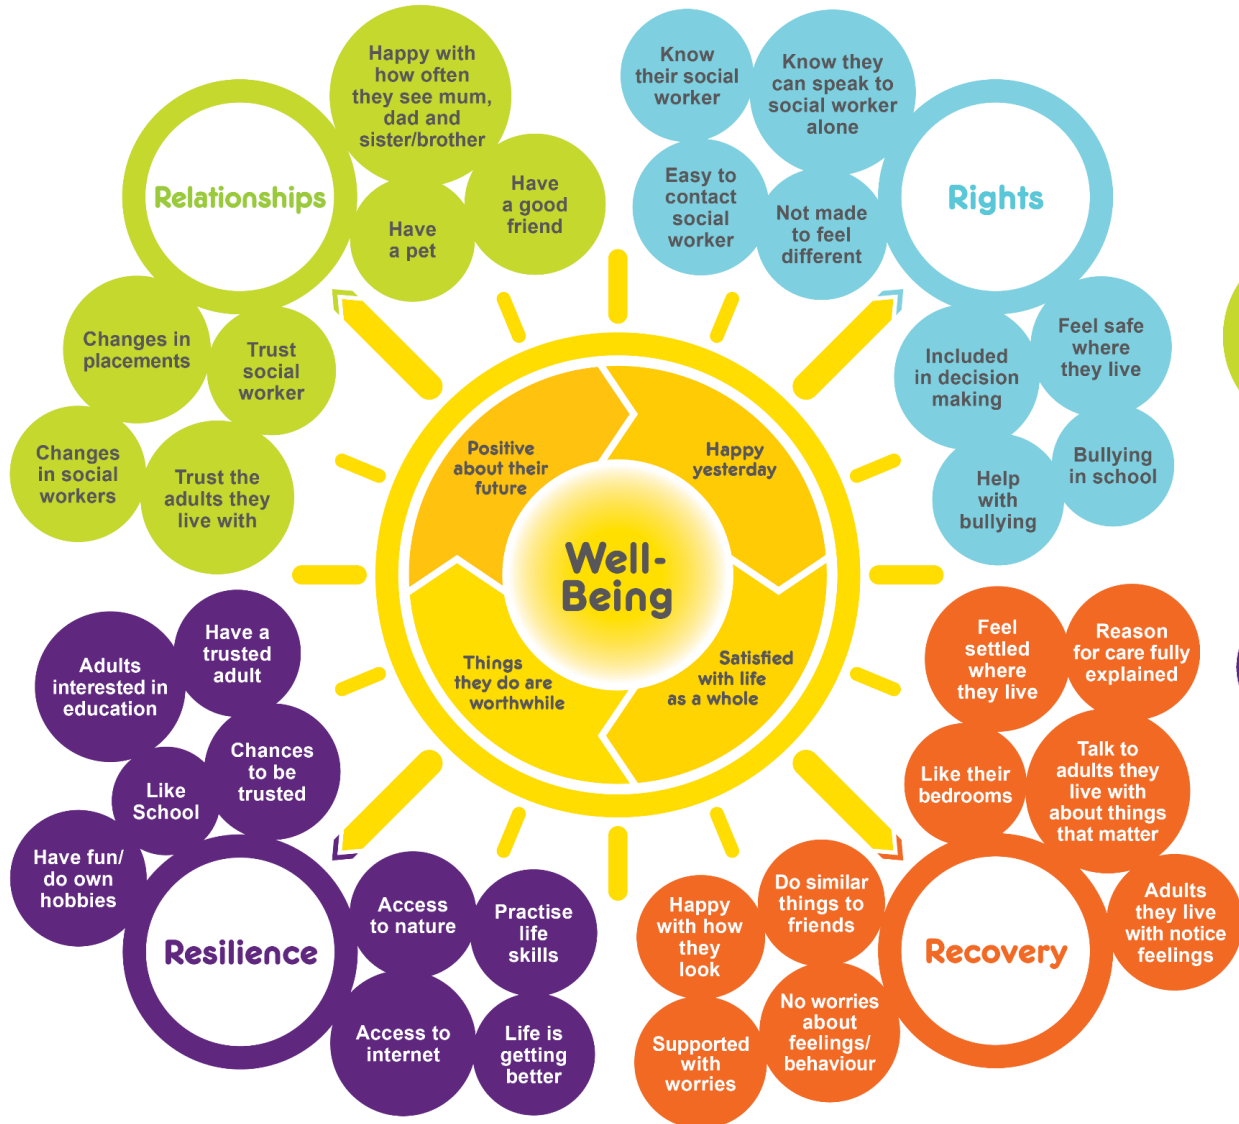 Happy with
how often
they see mum,
dad and
sister/brother
Relationships
Have
a pet
Have
a good
friend
Changes in
placements
Trust
social
worker
Changes
in social
workers
Trust the
adults they
live with
Know
their social
worker
Know they
can speak to
social worker
alone
Easy to
contact
social
worker
Not made
to feel
different
Rights
Included
in decision
making
Feel safe
where
they live
Help
with
bullying
Bullying
in school
Positive
about their
future
Happy
yesterday
Well-
Being
Things
they do are
worthwhile
Satisfied
with life
as a whole
Adults
interested in
education
Have a
trusted
adult
Like
School
Chances
to be
trusted
Have fun/
do own
hobbies
Resilience
Access
to nature
Practise
life
skills
Access to
internet
Life is
getting
better
Feel
settled
where
they live
Reason
for care fully
explained
Like their
bedrooms
Talk to
adults they
live with
about things
that matter
Happy
with how
they
look
Do similar
things to
friends
Recovery
Adults
they live
with notice
feelings
Supported
with
worries
No worries
about
feelings/
behaviour